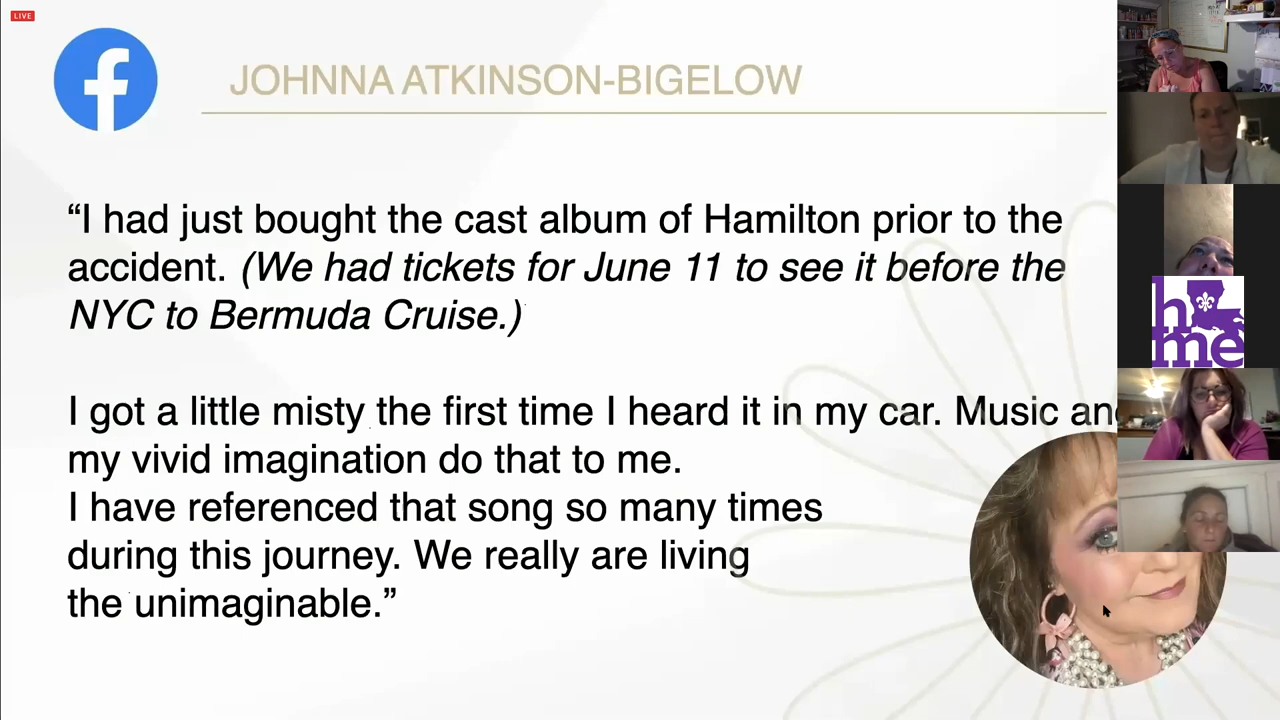 LIVE
f
JOHNNA ATKINSON-BIGELOW
“I had just bought the cast album of Hamilton prior to the
accident. (We had tickets for June 11 to see it before the
NYC to Bermuda Cruise.)
I got a little misty the first time I heard it in my car. Music and
my vivid imagination do that to me.
I have referenced that song so many times
during this journey. We really are living
the unimaginable.”
h
me